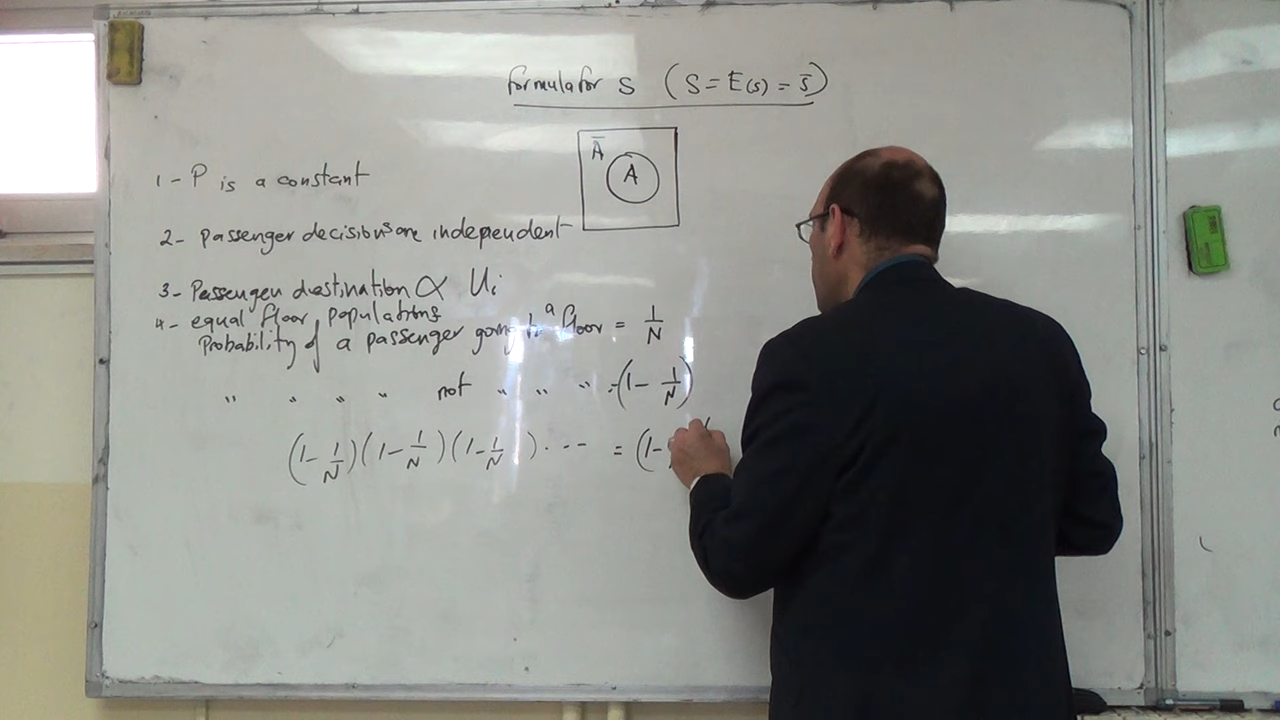 formula for S (S = E(s) = s̄)
Ā
A
1 - P is a constant
2 - Passenger decisions are independent
3 - Passenger destination ∝ Ui
4 - equal floor populations
Probability of a passenger going to a floor = 1/N
" " " " not " " " = (1 - 1/N)
(1 - 1/N)(1 - 1/N)(1 - 1/N) . --- = (1 -